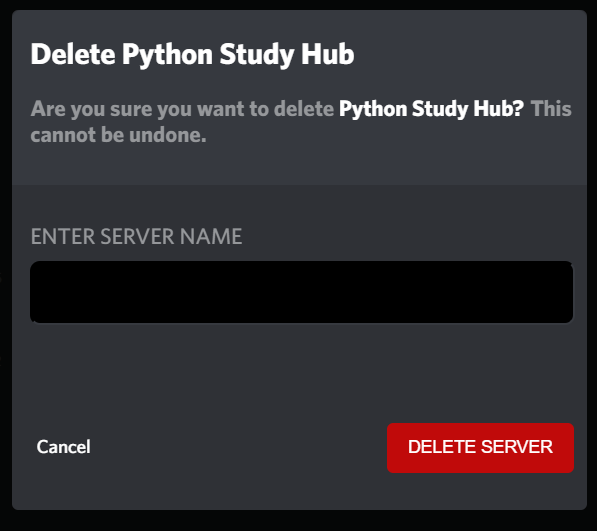 Delete Python Study Hub
Are you sure you want to delete Python Study Hub? This
cannot be undone.
ENTER SERVER NAME
Cancel
DELETE SERVER